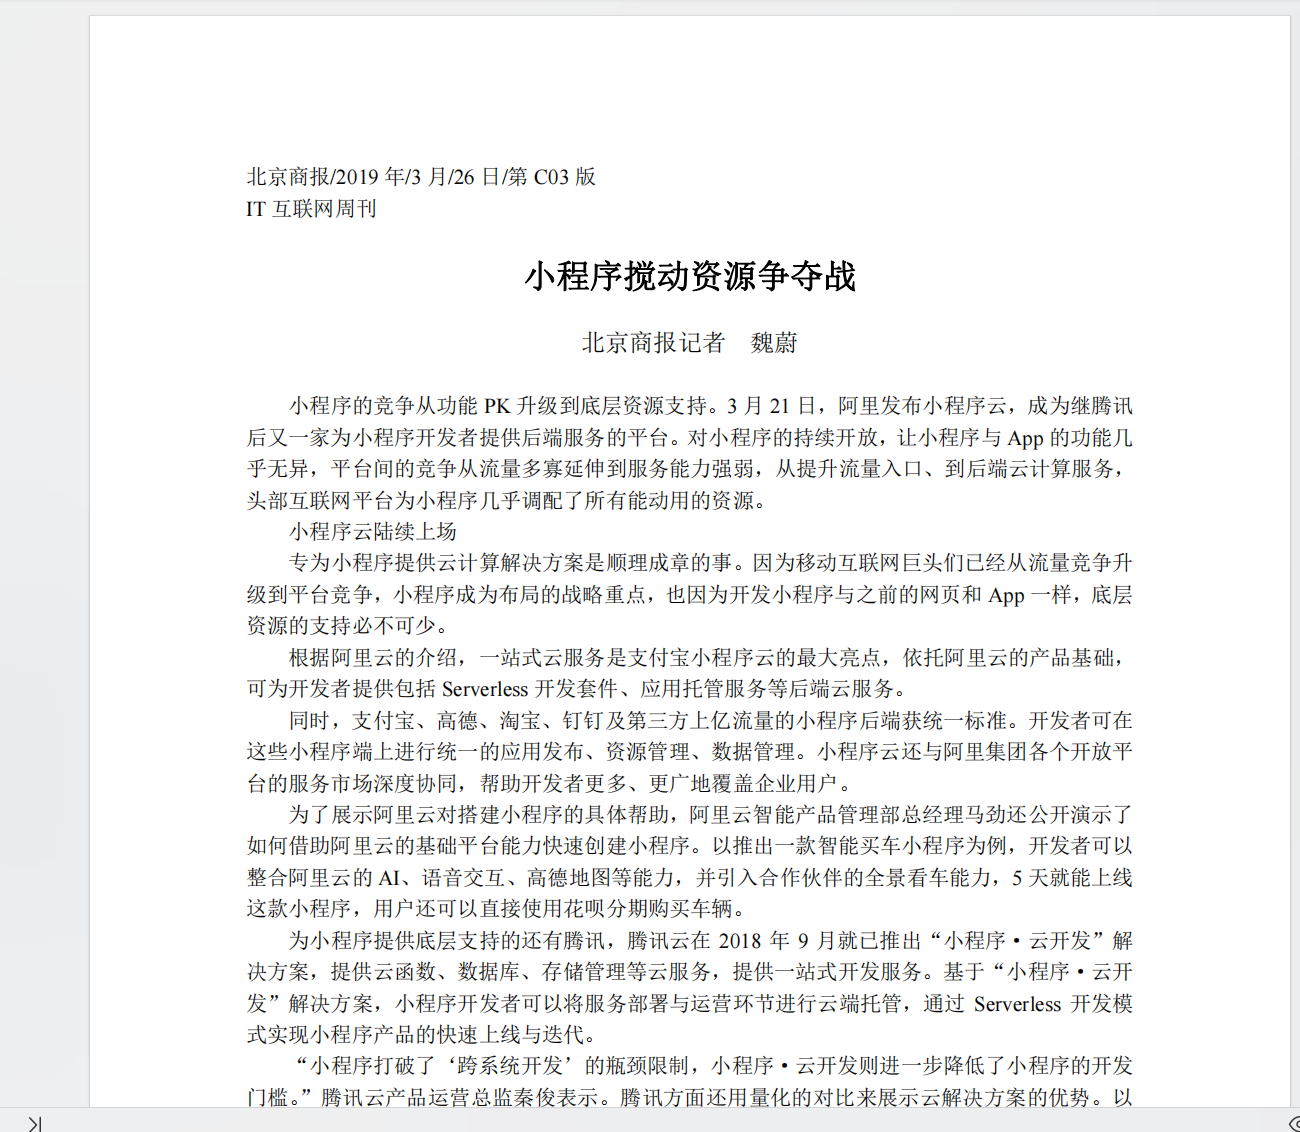 北京商报/2019 年/3 月/26 日/第 C03 版
IT 互联网周刊
小程序搅动资源争夺战
北京商报记者　魏蔚
小程序的竞争从功能 PK 升级到底层资源支持。3 月 21 日，阿里发布小程序云，成为继腾讯
后又一家为小程序开发者提供后端服务的平台。对小程序的持续开放，让小程序与 App 的功能几
乎无异，平台间的竞争从流量多寡延伸到服务能力强弱，从提升流量入口、到后端云计算服务，
头部互联网平台为小程序几乎调配了所有能动用的资源。
小程序云陆续上场
专为小程序提供云计算解决方案是顺理成章的事。因为移动互联网巨头们已经从流量竞争升
级到平台竞争，小程序成为布局的战略重点，也因为开发小程序与之前的网页和 App 一样，底层
资源的支持必不可少。
根据阿里云的介绍，一站式云服务是支付宝小程序云的最大亮点，依托阿里云的产品基础，
可为开发者提供包括 Serverless 开发套件、应用托管服务等后端云服务。
同时，支付宝、高德、淘宝、钉钉及第三方上亿流量的小程序后端获统一标准。开发者可在
这些小程序端上进行统一的应用发布、资源管理、数据管理。小程序云还与阿里集团各个开放平
台的服务市场深度协同，帮助开发者更多、更广地覆盖企业用户。
为了展示阿里云对搭建小程序的具体帮助，阿里云智能产品管理部总经理马劲还公开演示了
如何借助阿里云的基础平台能力快速创建小程序。以推出一款智能买车小程序为例，开发者可以
整合阿里云的 AI、语音交互、高德地图等能力，并引入合作伙伴的全景看车能力，5 天就能上线
这款小程序，用户还可以直接使用花呗分期购买车辆。
为小程序提供底层支持的还有腾讯，腾讯云在 2018 年 9 月就已推出“小程序·云开发”解
决方案，提供云函数、数据库、存储管理等云服务，提供一站式开发服务。基于“小程序·云开
发”解决方案，小程序开发者可以将服务部署与运营环节进行云端托管，通过 Serverless 开发模
式实现小程序产品的快速上线与迭代。
“小程序打破了‘跨系统开发’的瓶颈限制，小程序·云开发则进一步降低了小程序的开发
门槛。”腾讯云产品运营总监秦俊表示。腾讯方面还用量化的对比来展示云解决方案的优势。以